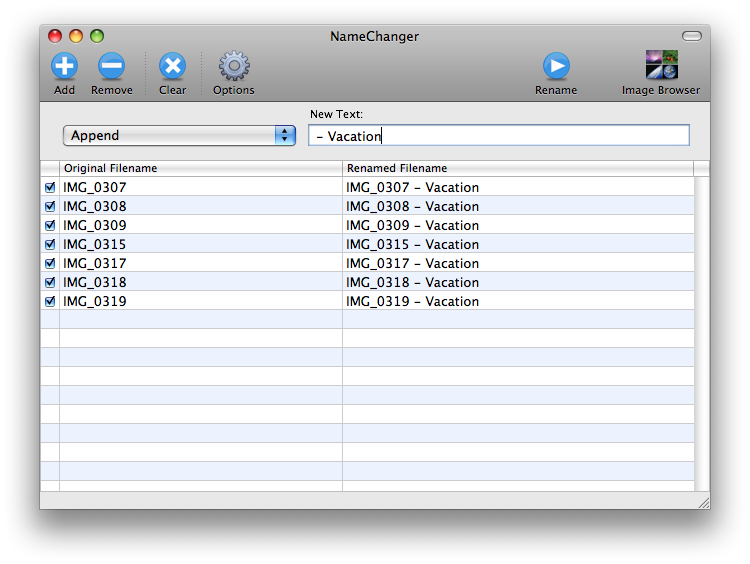 NameChanger
Add Remove Clear Options Rename Image Browser
New Text:
Append – Vacation
Original Filename Renamed Filename
IMG_0307 IMG_0307 – Vacation
IMG_0308 IMG_0308 – Vacation
IMG_0309 IMG_0309 – Vacation
IMG_0315 IMG_0315 – Vacation
IMG_0317 IMG_0317 – Vacation
IMG_0318 IMG_0318 – Vacation
IMG_0319 IMG_0319 – Vacation